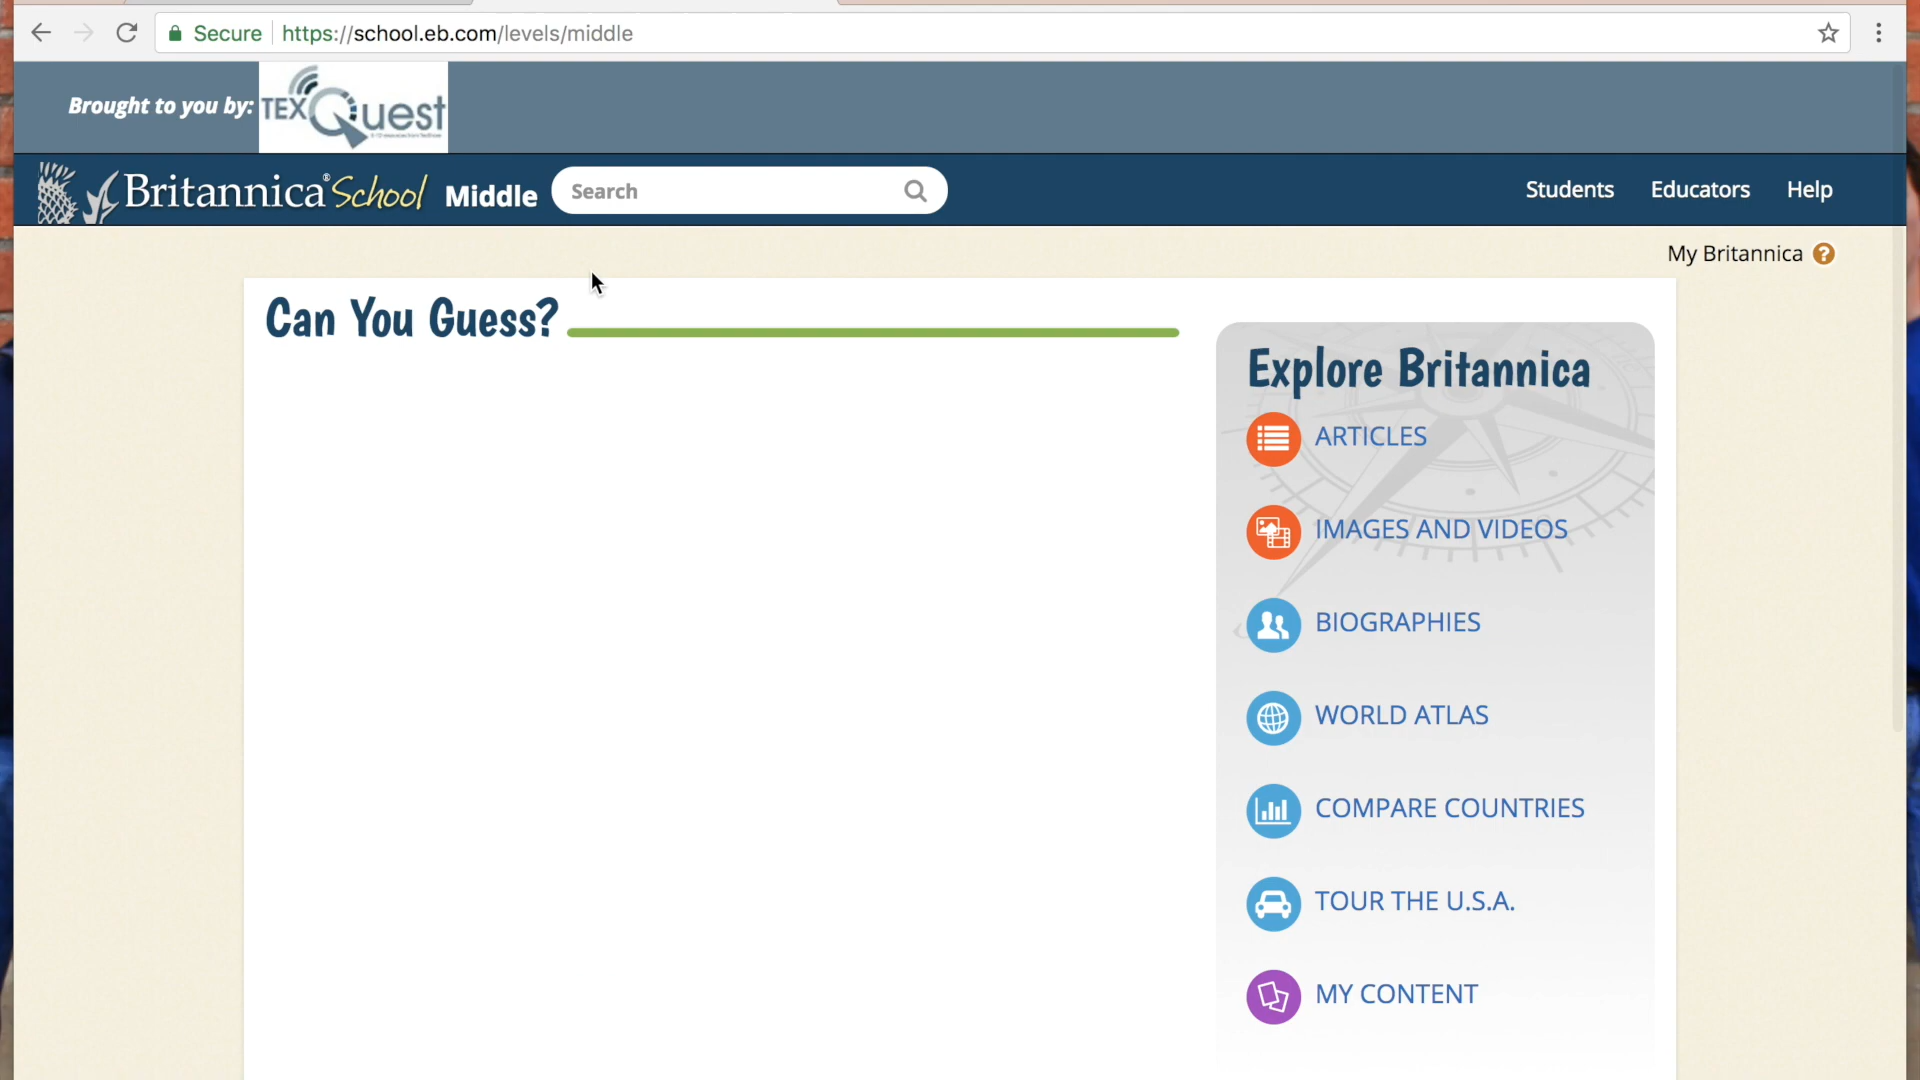 Secure https://school.eb.com/levels/middle
Brought to you by: TEXQuest
Britannica® School Middle Search Students Educators Help
My Britannica ?
Can You Guess?
Explore Britannica
ARTICLES
IMAGES AND VIDEOS
BIOGRAPHIES
WORLD ATLAS
COMPARE COUNTRIES
TOUR THE U.S.A.
MY CONTENT